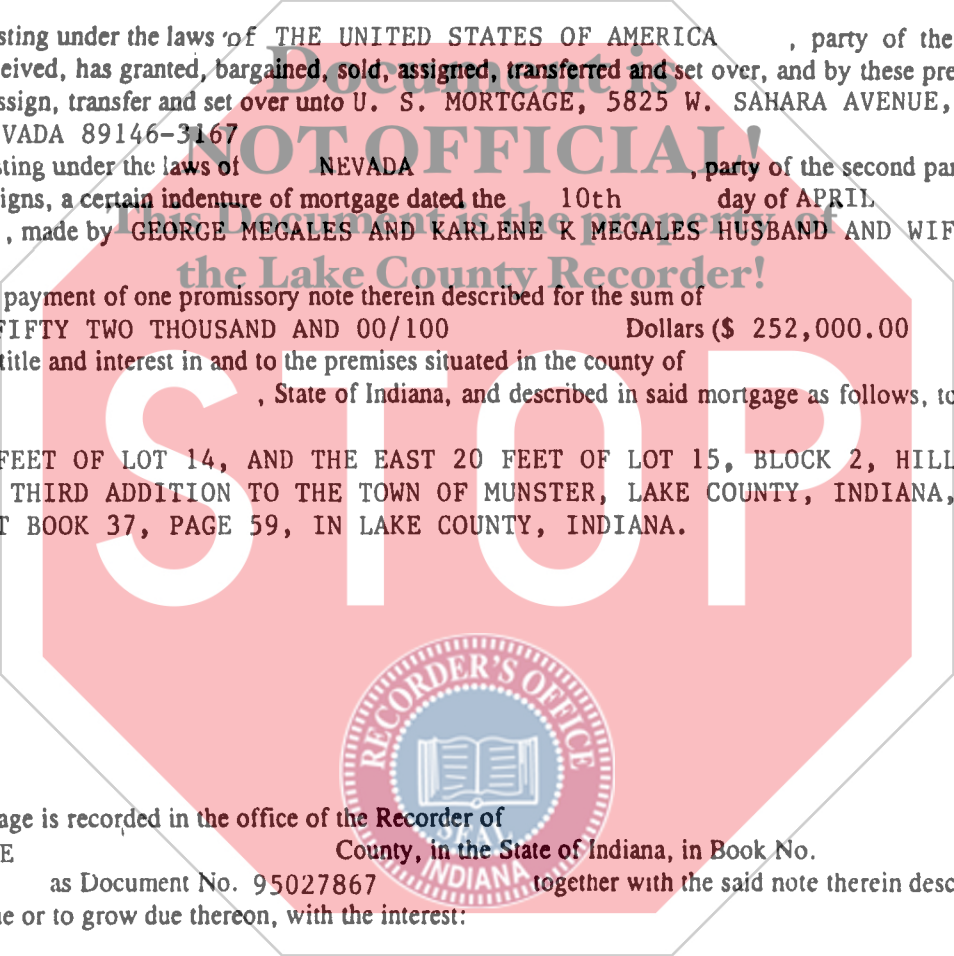 sting under the laws of THE UNITED STATES OF AMERICA , party of the
Document is
ceived, has granted, bargained, sold, assigned, transferred and set over, and by these pre
ssign, transfer and set over unto U. S. MORTGAGE, 5825 W. SAHARA AVENUE,
VADA 89146-3167
NOT OFFICIAL!
sting under the laws of NEVADA , party of the second par
igns, a certain indenture of mortgage dated the 10th day of APRIL
This Document is the property of
, made by GEORGE MEGALES AND KARLENE K MEGALES HUSBAND AND WIF
the Lake County Recorder!
payment of one promissory note therein described for the sum of
FIFTY TWO THOUSAND AND 00/100 Dollars ($ 252,000.00
title and interest in and to the premises situated in the county of
, State of Indiana, and described in said mortgage as follows, to
FEET OF LOT 14, AND THE EAST 20 FEET OF LOT 15, BLOCK 2, HILL
THIRD ADDITION TO THE TOWN OF MUNSTER, LAKE COUNTY, INDIANA,
T BOOK 37, PAGE 59, IN LAKE COUNTY, INDIANA.
STOP
RECORDER'S OFFICE
age is recorded in the office of the Recorder of
SEAL
E County, in the State of Indiana, in Book No.
INDIANA
as Document No. 95027867 together with the said note therein desc
ue or to grow due thereon, with the interest: